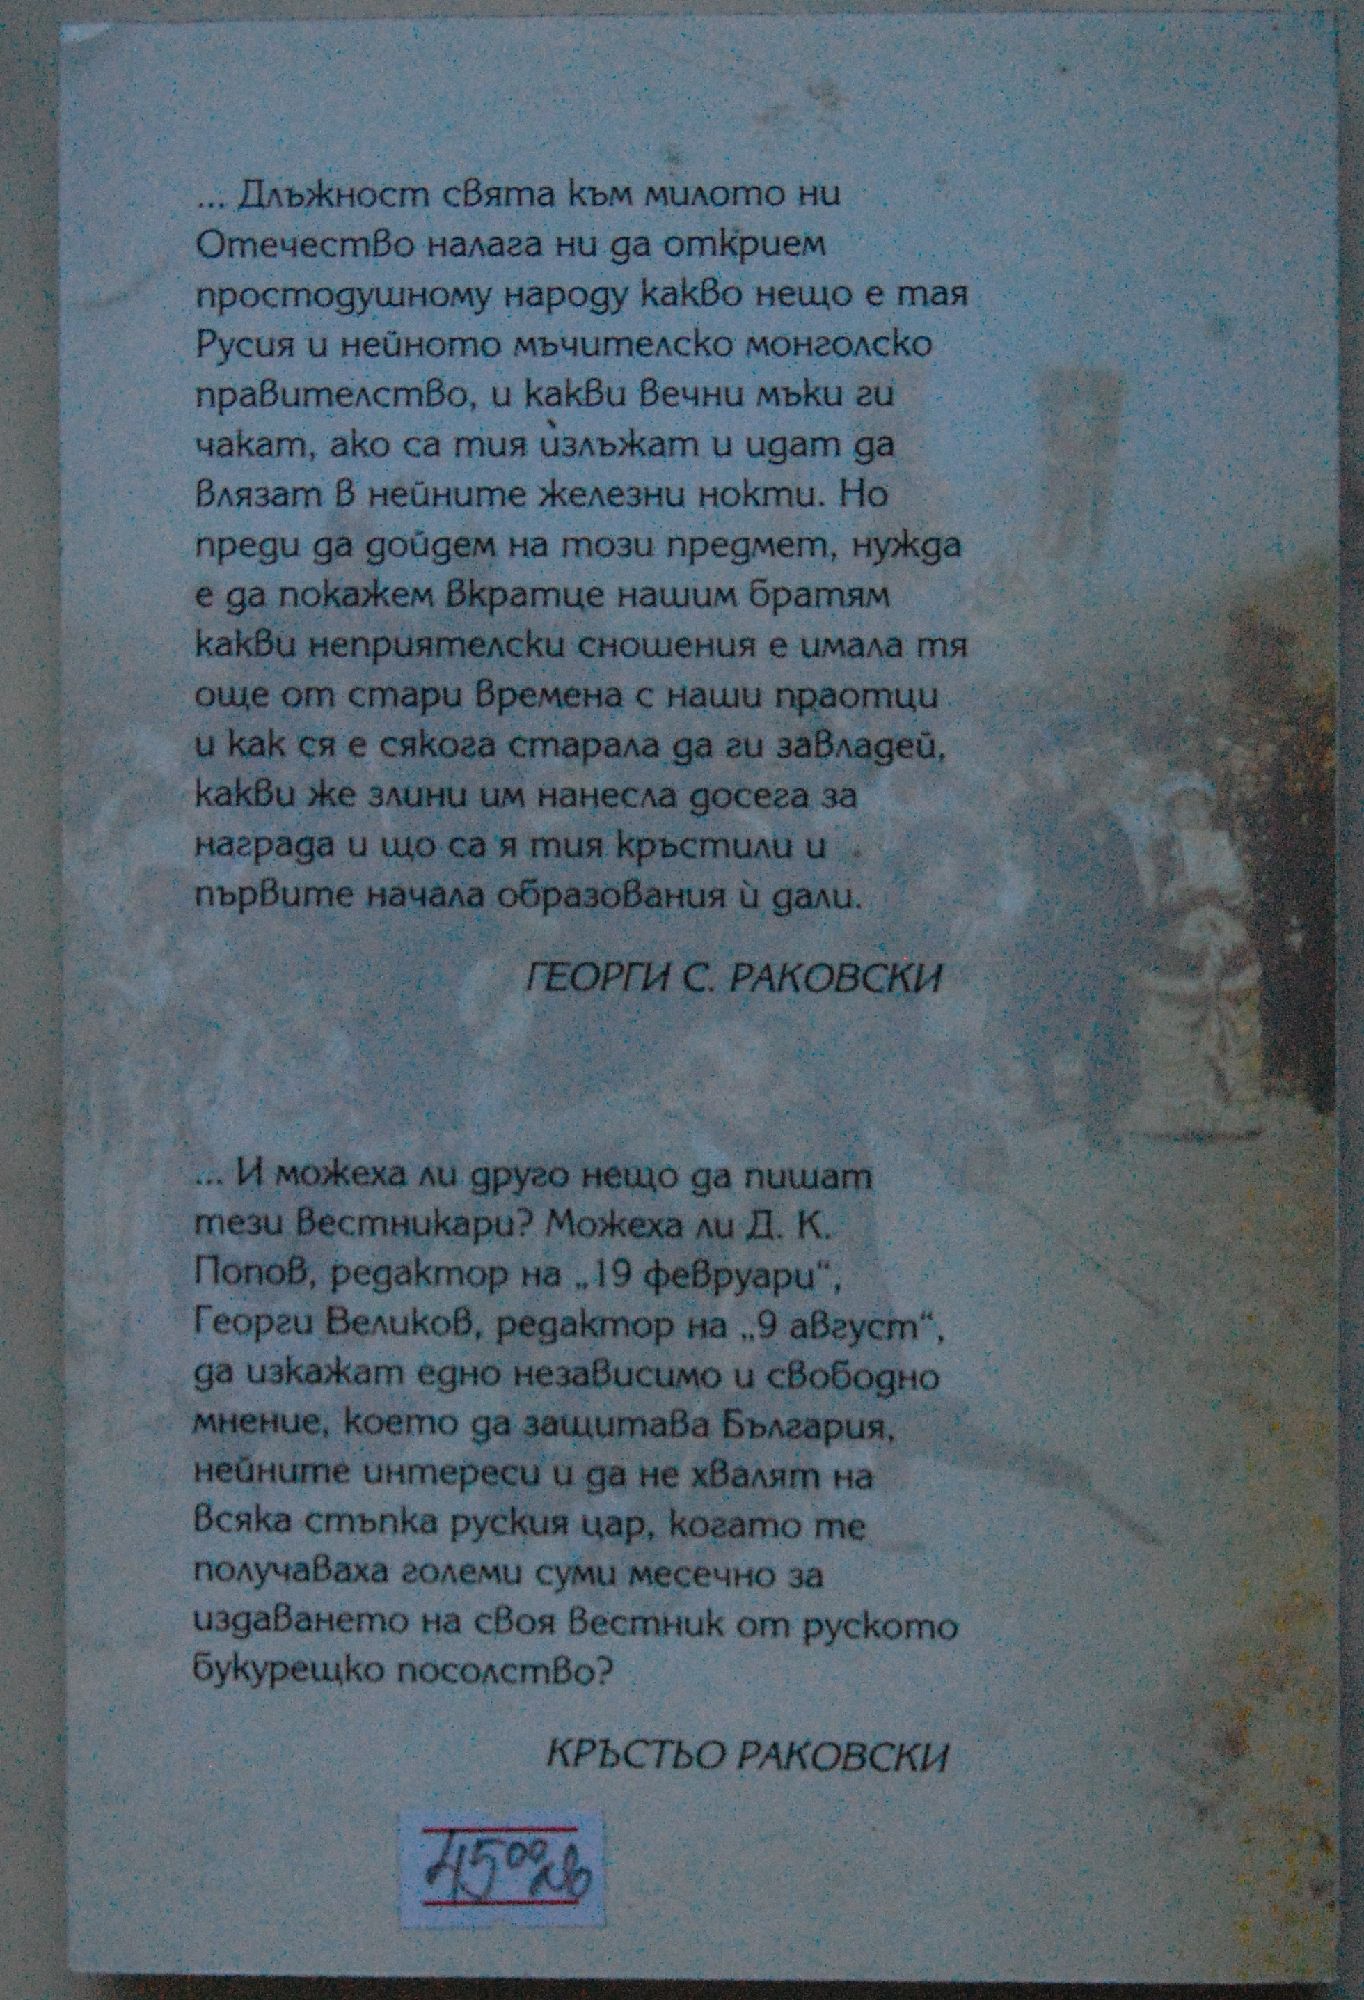 ... Длъжност свята към милото ни
Отечество налага ни да открием
простодушному народу какво нещо е тая
Русия и нейното мъчителско монголско
правителство, и какви вечни мъки ги
чакат, ако са тия ѝзлъжат и идат да
влязат в нейните железни нокти. Но
преди да дойдем на този предмет, нужда
е да покажем вкратце нашим братям
какви неприятелски сношения е имала тя
още от стари времена с наши праотци
и как ся е сякога старала да ги завладей,
какви же злини им нанесла досега за
награда и що са я тия кръстили и
първите начала образования ѝ дали.
ГЕОРГИ С. РАКОВСКИ
... И можеха ли друго нещо да пишат
тези вестникари? Можеха ли Д. К.
Попов, редактор на „19 февруари“,
Георги Великов, редактор на „9 август“,
да изкажат едно независимо и свободно
мнение, което да защитава България,
нейните интереси и да не хвалят на
всяка стъпка руския цар, когато те
получаваха големи суми месечно за
издаването на своя вестник от руското
букурещко посолство?
КРЪСТЬО РАКОВСКИ
45⁰⁰лв